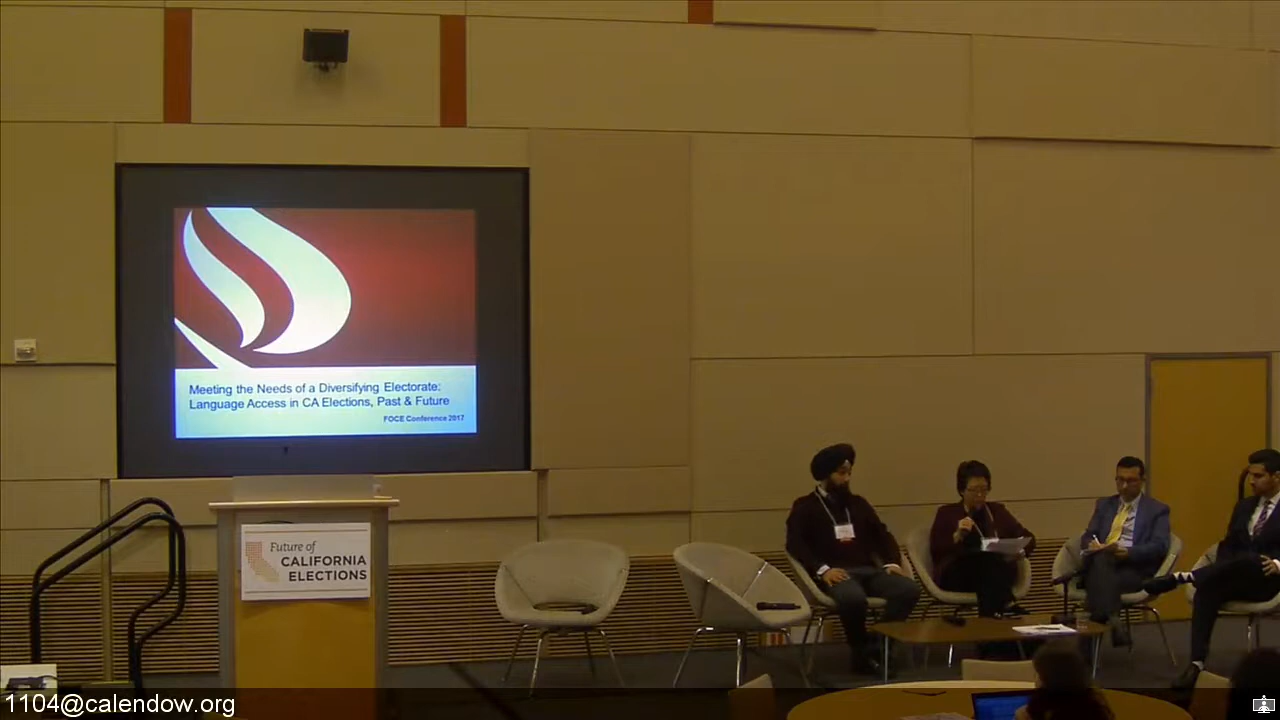 Meeting the Needs of a Diversifying Electorate:
Language Access in CA Elections, Past & Future
FOCE Conference 2017
Future of
CALIFORNIA
ELECTIONS
1104@calendow.org